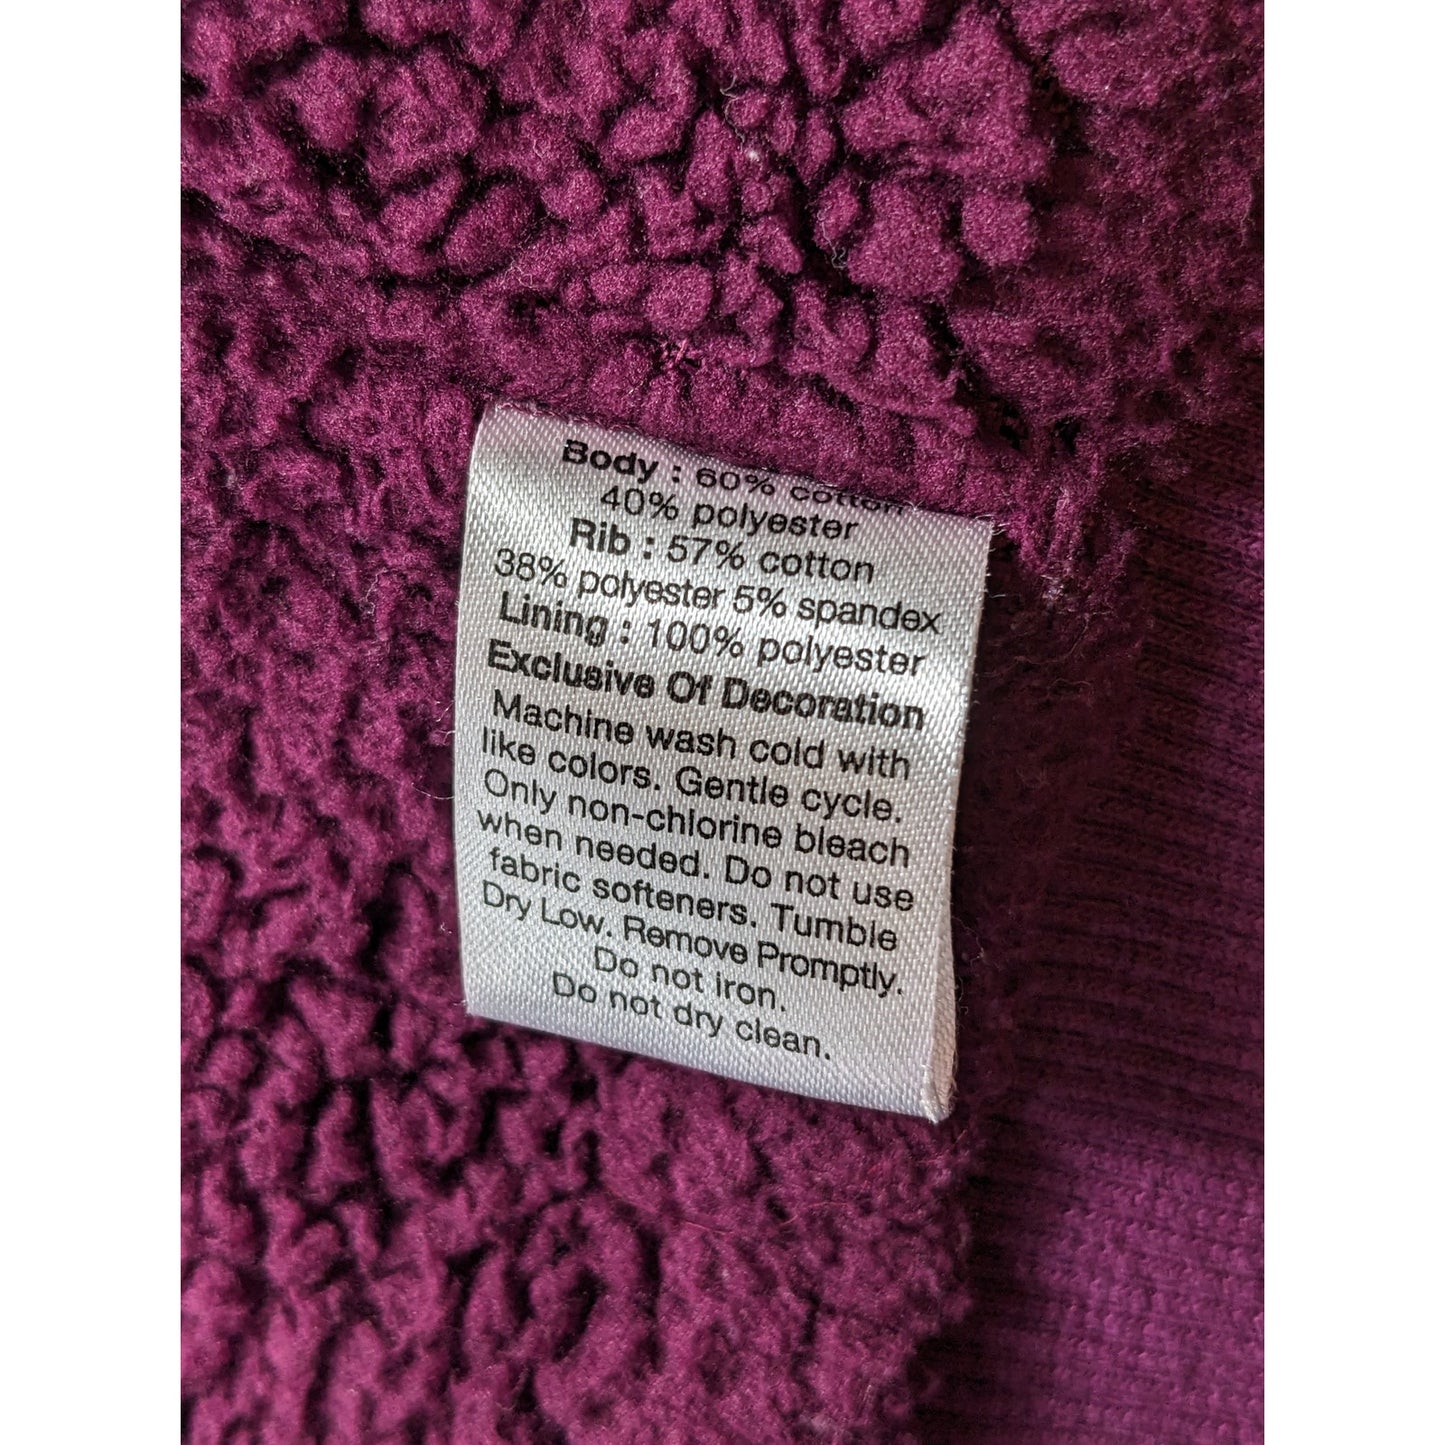 Body : 60% cotton
40% polyester
Rib : 57% cotton
38% polyester 5% spandex
Lining : 100% polyester
Exclusive Of Decoration
Machine wash cold with
like colors. Gentle cycle.
Only non-chlorine bleach
when needed. Do not use
fabric softeners. Tumble
Dry Low. Remove Promptly.
Do not iron.
Do not dry clean.